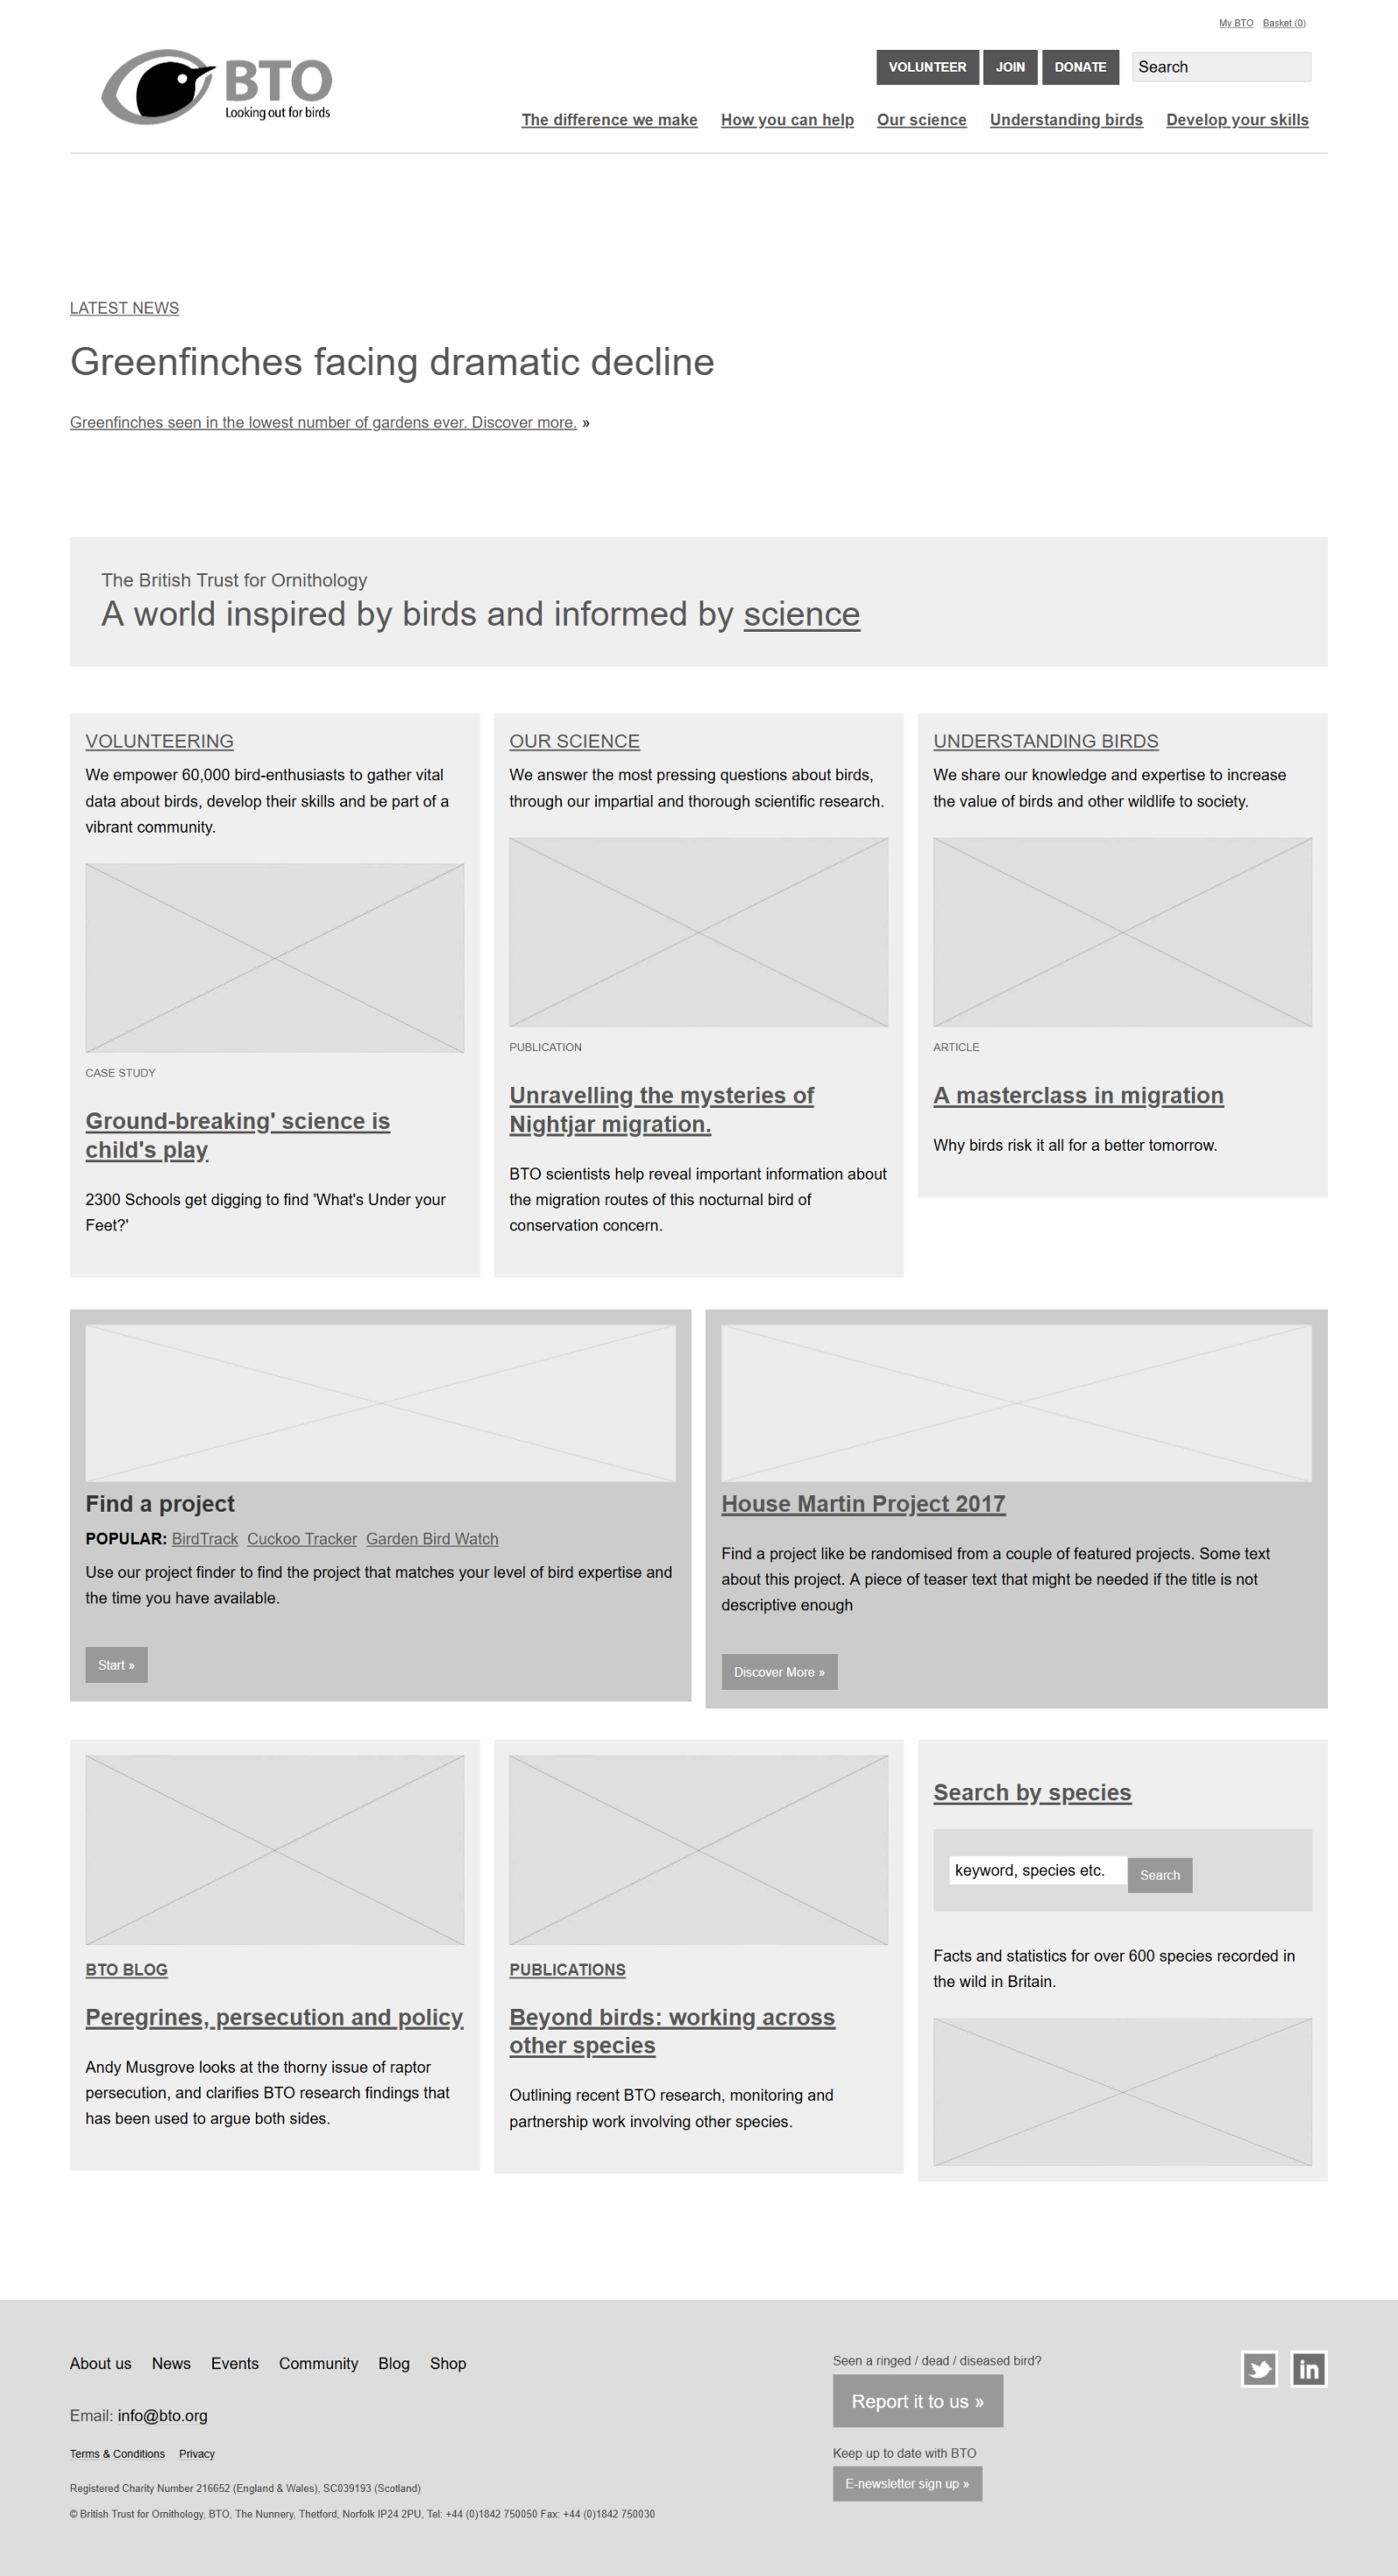 My BTO Basket (0)
BTO
Looking out for birds
VOLUNTEER JOIN DONATE Search
The difference we make How you can help Our science Understanding birds Develop your skills
LATEST NEWS
Greenfinches facing dramatic decline
Greenfinches seen in the lowest number of gardens ever. Discover more. »
The British Trust for Ornithology
A world inspired by birds and informed by science
VOLUNTEERING
We empower 60,000 bird-enthusiasts to gather vital
data about birds, develop their skills and be part of a
vibrant community.
CASE STUDY
Ground-breaking' science is
child's play
2300 Schools get digging to find 'What's Under your
Feet?'
OUR SCIENCE
We answer the most pressing questions about birds,
through our impartial and thorough scientific research.
PUBLICATION
Unravelling the mysteries of
Nightjar migration.
BTO scientists help reveal important information about
the migration routes of this nocturnal bird of
conservation concern.
UNDERSTANDING BIRDS
We share our knowledge and expertise to increase
the value of birds and other wildlife to society.
ARTICLE
A masterclass in migration
Why birds risk it all for a better tomorrow.
Find a project
POPULAR: BirdTrack Cuckoo Tracker Garden Bird Watch
Use our project finder to find the project that matches your level of bird expertise and
the time you have available.
Start »
House Martin Project 2017
Find a project like be randomised from a couple of featured projects. Some text
about this project. A piece of teaser text that might be needed if the title is not
descriptive enough
Discover More »
BTO BLOG
Peregrines, persecution and policy
Andy Musgrove looks at the thorny issue of raptor
persecution, and clarifies BTO research findings that
has been used to argue both sides.
PUBLICATIONS
Beyond birds: working across
other species
Outlining recent BTO research, monitoring and
partnership work involving other species.
Search by species
keyword, species etc. Search
Facts and statistics for over 600 species recorded in
the wild in Britain.
About us News Events Community Blog Shop
Email: info@bto.org
Terms & Conditions Privacy
Registered Charity Number 216652 (England & Wales), SC039193 (Scotland)
© British Trust for Ornithology, BTO, The Nunnery, Thetford, Norfolk IP24 2PU, Tel: +44 (0)1842 750050 Fax: +44 (0)1842 750030
Seen a ringed / dead / diseased bird?
Report it to us »
Keep up to date with BTO
E-newsletter sign up »
in